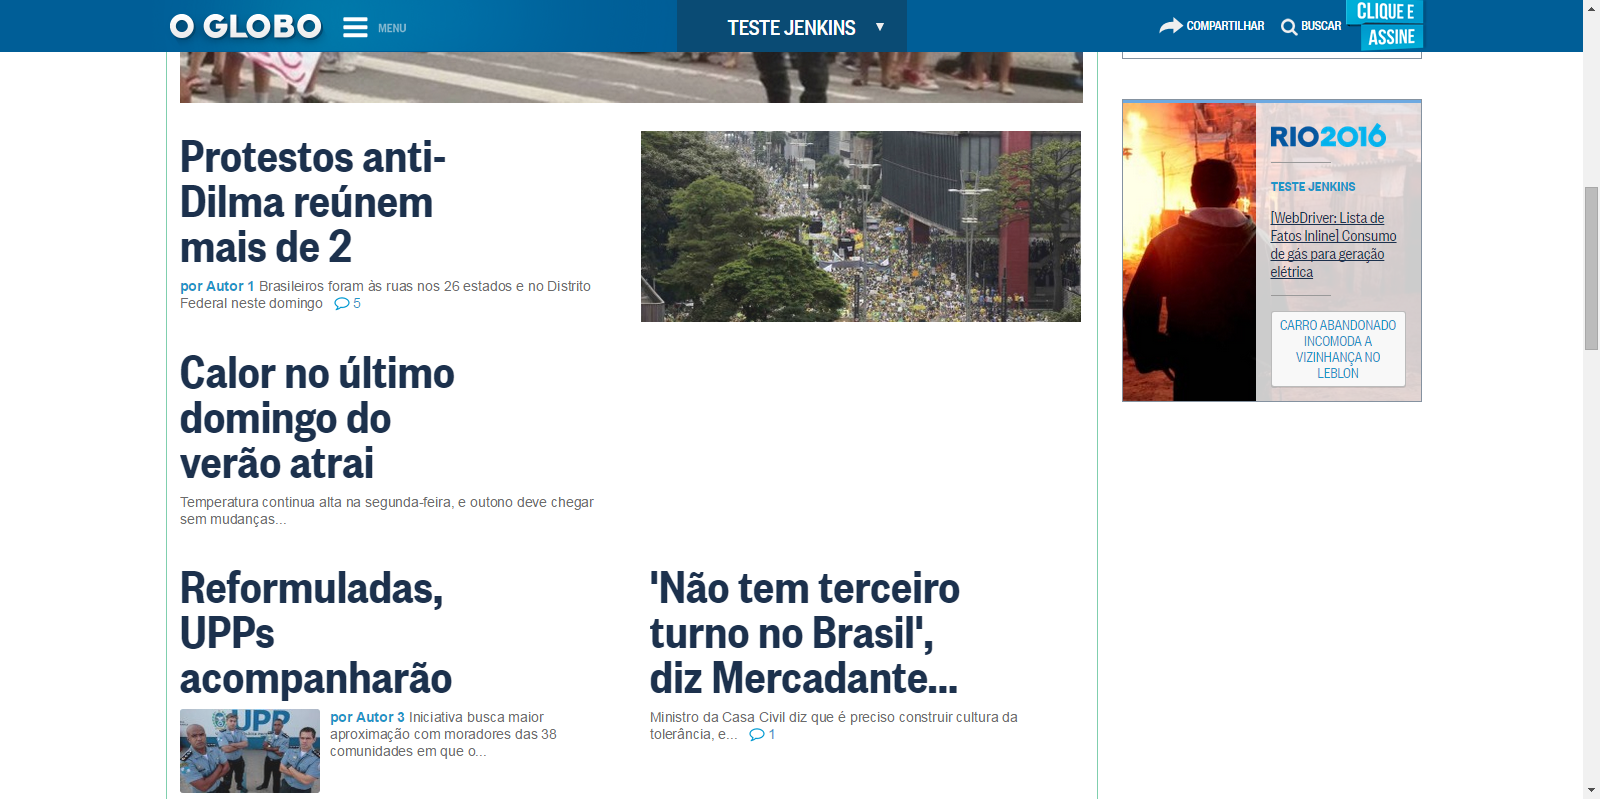 O GLOBO
MENU
TESTE JENKINS
COMPARTILHAR
BUSCAR
CLIQUE E
ASSINE
Protestos anti-
Dilma reúnem
mais de 2
por Autor 1 Brasileiros foram às ruas nos 26 estados e no Distrito
Federal neste domingo 5
Calor no último
domingo do
verão atrai
Temperatura continua alta na segunda-feira, e outono deve chegar
sem mudanças...
Reformuladas,
UPPs
acompanharão
UPP
por Autor 3 Iniciativa busca maior
aproximação com moradores das 38
comunidades em que o...
'Não tem terceiro
turno no Brasil',
diz Mercadante...
Ministro da Casa Civil diz que é preciso construir cultura da
tolerância, e... 1
RIO2016
TESTE JENKINS
[WebDriver: Lista de
Fatos Inline] Consumo
de gás para geração
elétrica
CARRO ABANDONADO
INCOMODA A
VIZINHANÇA NO
LEBLON